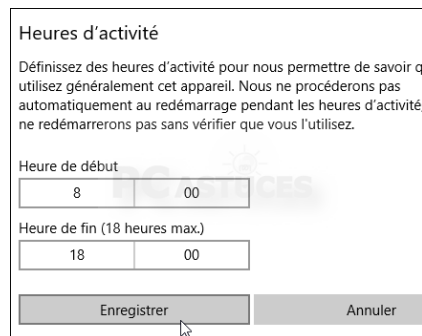 Heures d’activité
Définissez des heures d’activité pour nous permettre de savoir q
utilisez généralement cet appareil. Nous ne procéderons pas
automatiquement au redémarrage pendant les heures d’activité,
ne redémarrerons pas sans vérifier que vous l'utilisez.
Heure de début
8 00
PC ASTUCES
Heure de fin (18 heures max.)
18 00
Enregistrer Annuler